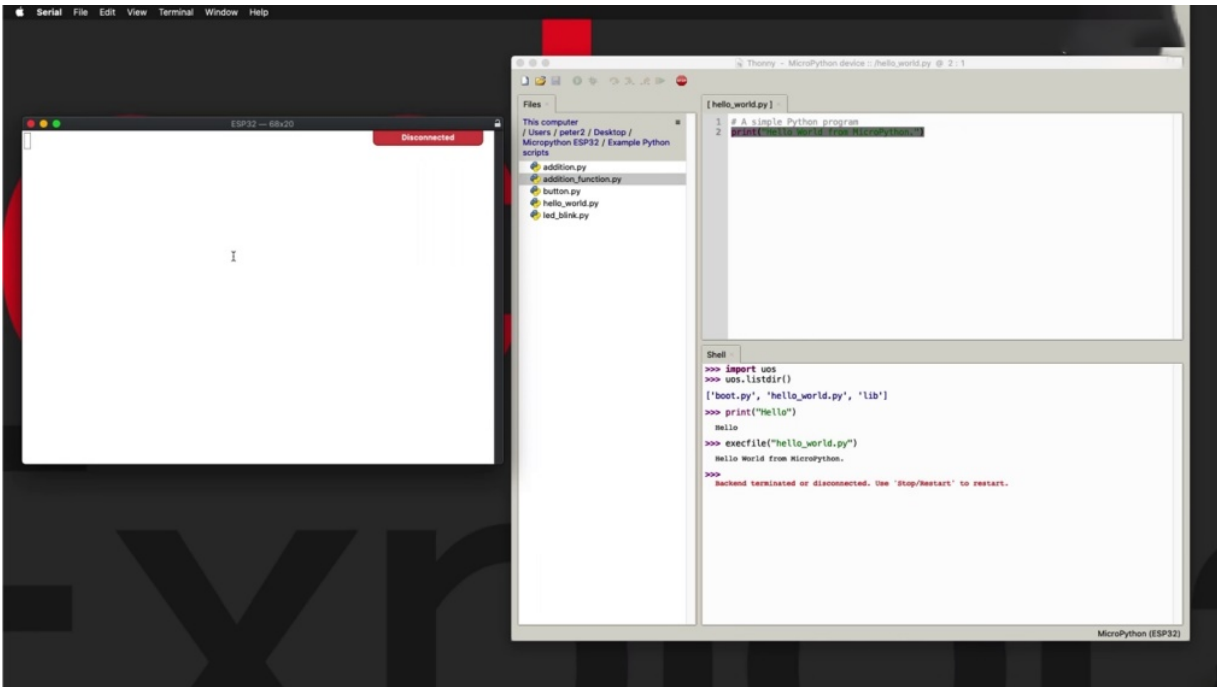 Serial File Edit View Terminal Window Help
ESP32 — 68x20
Disconnected
Thonny - MicroPython device :: /hello_world.py @ 2 : 1
Files
This computer
/ Users / peter2 / Desktop /
Micropython ESP32 / Example Python
scripts
addition.py
addition_function.py
button.py
hello_world.py
led_blink.py
[ hello_world.py ]
1 # A simple Python program
2 print("Hello World from MicroPython.")
Shell
>>> import uos
>>> uos.listdir()
['boot.py', 'hello_world.py', 'lib']
>>> print("Hello")
Hello
>>> execfile("hello_world.py")
Hello World from MicroPython.
>>>
Backend terminated or disconnected. Use 'Stop/Restart' to restart.
MicroPython (ESP32)